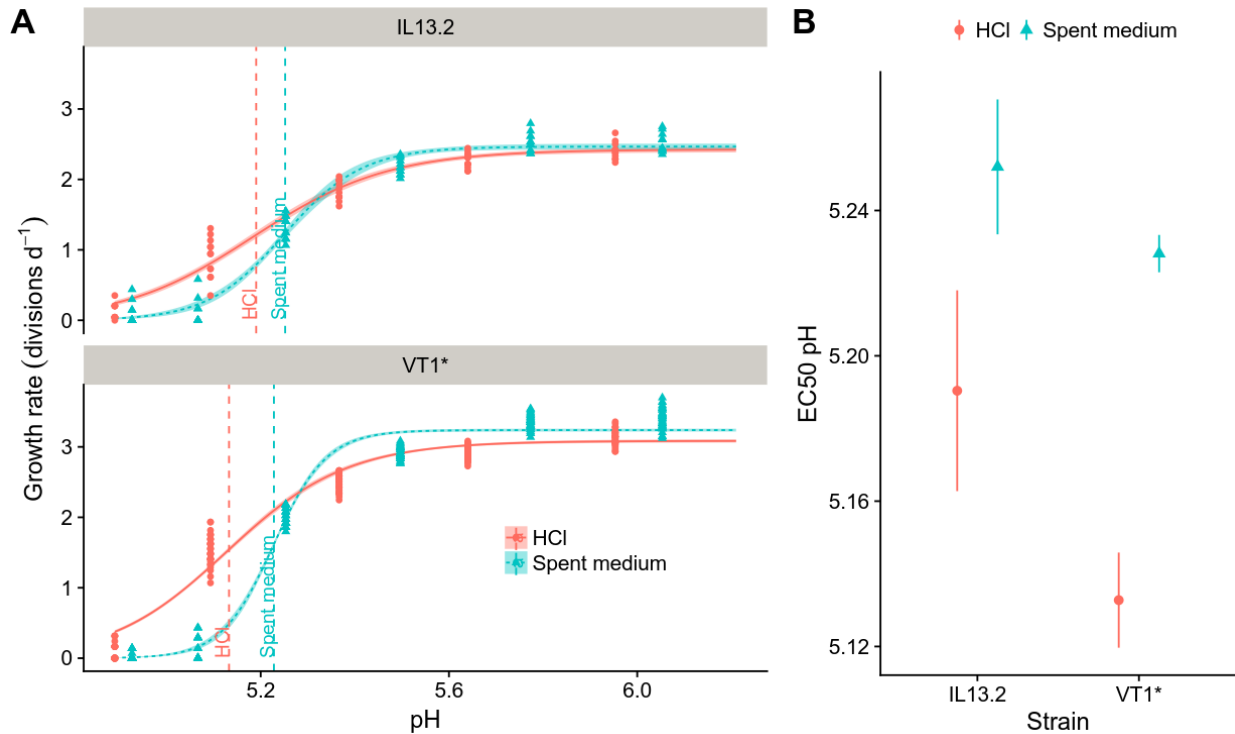 A
IL13.2
Growth rate (divisions d⁻¹)
3
2
1
0
HCl
Spent medium
VT1*
3
2
1
0
HCl
Spent medium
HCl
Spent medium
5.2
5.6
6.0
pH
B
HCl
Spent medium
EC50 pH
5.24
5.20
5.16
5.12
IL13.2
VT1*
Strain